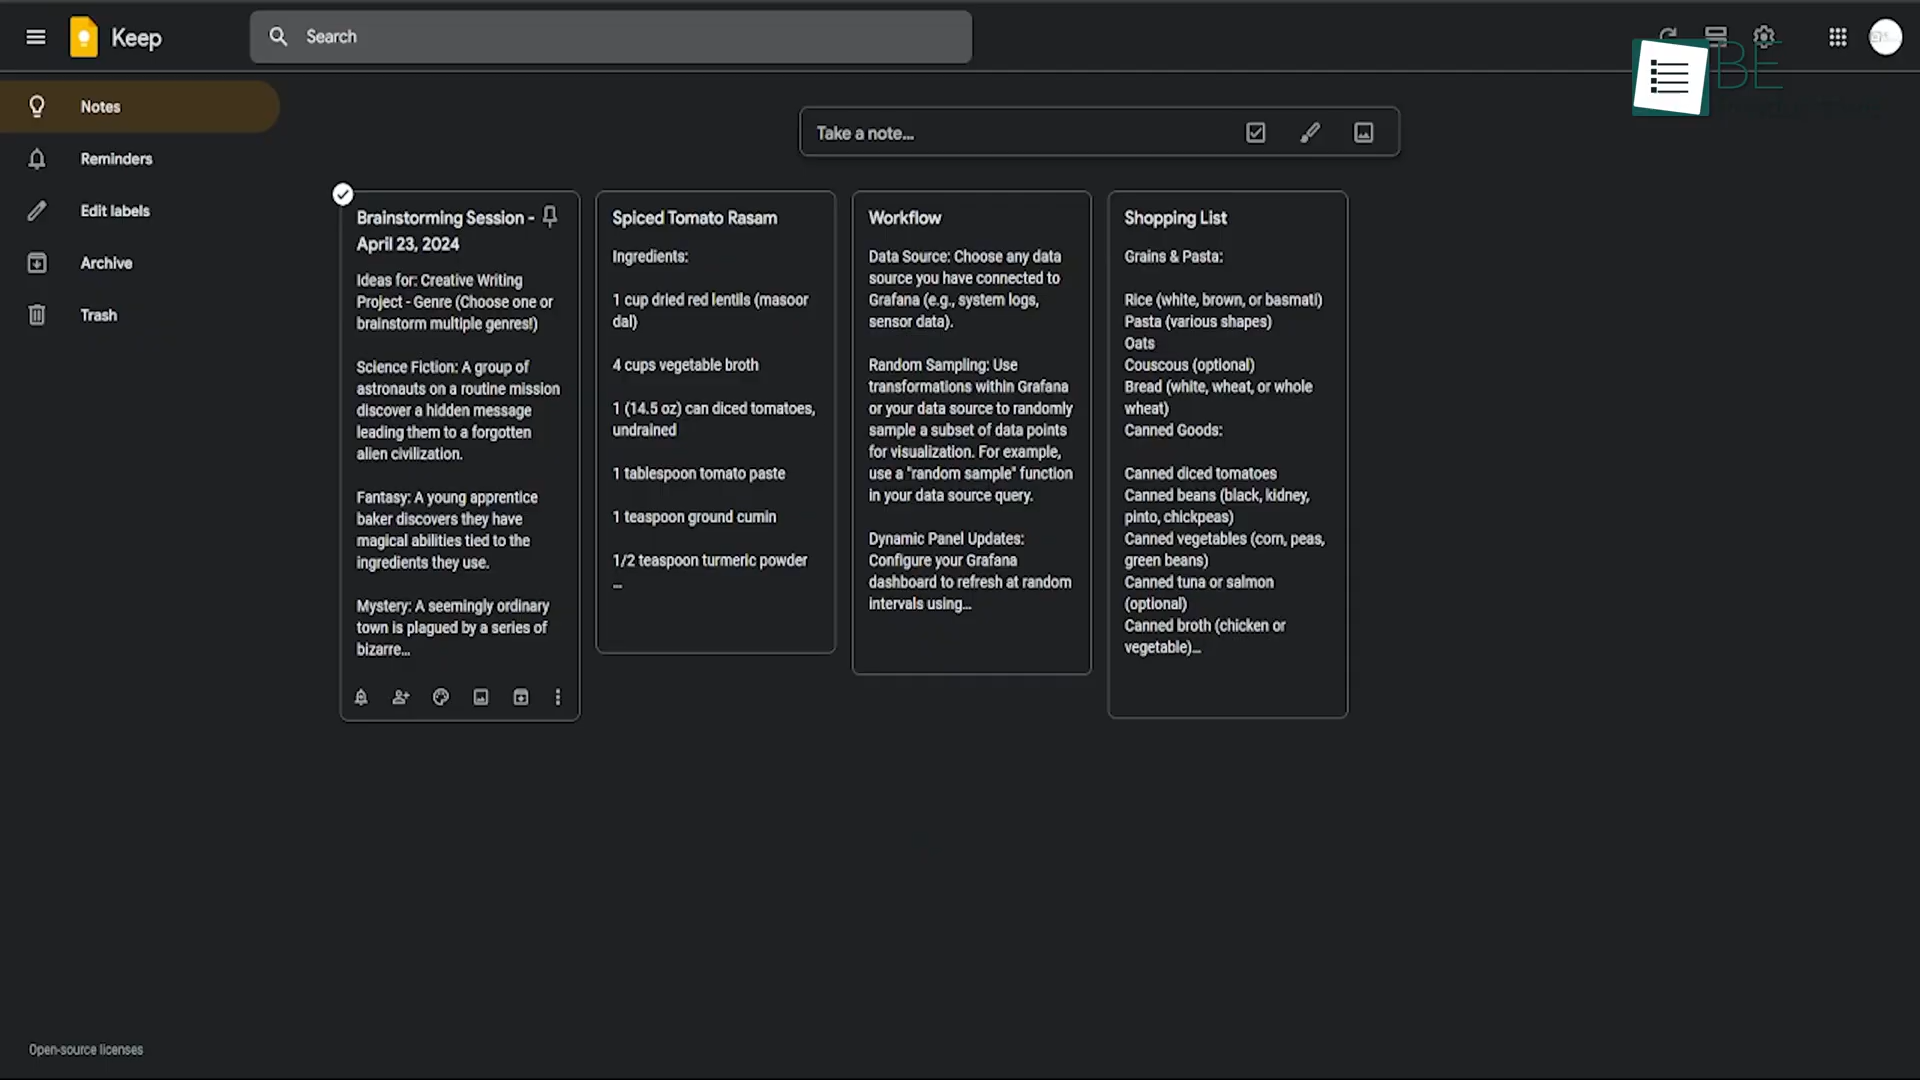 Keep
Search
BE
Notes
Reminders
Edit labels
Archive
Trash
Take a note...
Brainstorming Session -
April 23, 2024
Ideas for: Creative Writing
Project - Genre (Choose one or
brainstorm multiple genres!)
Science Fiction: A group of
astronauts on a routine mission
discover a hidden message
leading them to a forgotten
alien civilization.
Fantasy: A young apprentice
baker discovers they have
magical abilities tied to the
ingredients they use.
Mystery: A seemingly ordinary
town is plagued by a series of
bizarre...
Spiced Tomato Rasam
Ingredients:
1 cup dried red lentils (masoor
dal)
4 cups vegetable broth
1 (14.5 oz) can diced tomatoes,
undrained
1 tablespoon tomato paste
1 teaspoon ground cumin
1/2 teaspoon turmeric powder
...
Workflow
Data Source: Choose any data
source you have connected to
Grafana (e.g., system logs,
sensor data).
Random Sampling: Use
transformations within Grafana
or your data source to randomly
sample a subset of data points
for visualization. For example,
use a "random sample" function
in your data source query.
Dynamic Panel Updates:
Configure your Grafana
dashboard to refresh at random
intervals using...
Shopping List
Grains & Pasta:
Rice (white, brown, or basmati)
Pasta (various shapes)
Oats
Couscous (optional)
Bread (white, wheat, or whole
wheat)
Canned Goods:
Canned diced tomatoes
Canned beans (black, kidney,
pinto, chickpeas)
Canned vegetables (corn, peas,
green beans)
Canned tuna or salmon
(optional)
Canned broth (chicken or
vegetable)...
Open-source licenses